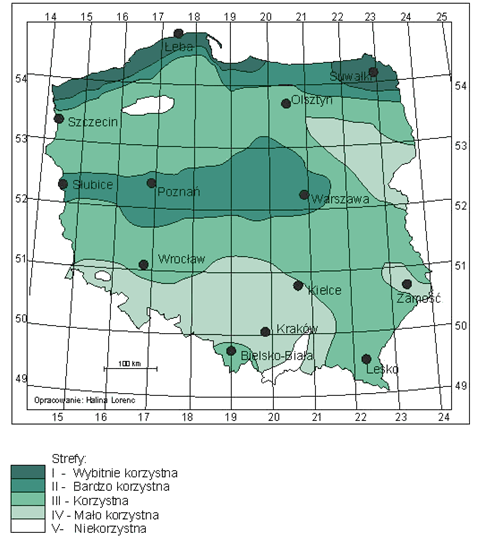 14 15 16 17 18 19 20 21 22 23 24 25
Łeba
Suwałki
54 54
Olsztyn
Szczecin
53 53
Słubice Poznań Warszawa
52 52
Wrocław
51 51
Kielce Zamość
50 50
Kraków
Bielsko-Biała Lesko
100 km
49 49
Opracowanie: Halina Lorenc
15 16 17 18 19 20 21 22 23 24
Strefy:
I - Wybitnie korzystna
II - Bardzo korzystna
III - Korzystna
IV - Mało korzystna
V- Niekorzystna